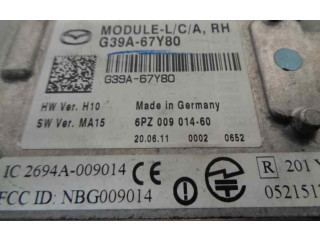 MODULE-L/C/A, RH
G39A-67Y80
G39A-67Y80
HW Ver. H10 Made in Germany
SW Ver. MA15 6PZ 009 014-60
20.06.11 0002 0652
IC 2694A-009014 R 201 Y
FCC ID: NBG009014 0521513